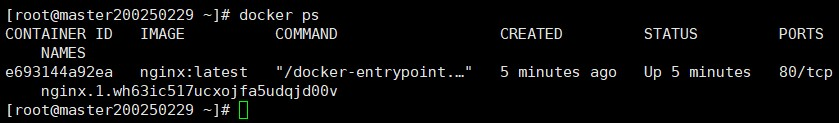 [root@master200250229 ~]# docker ps
CONTAINER ID   IMAGE          COMMAND                  CREATED         STATUS         PORTS
    NAMES
e693144a92ea   nginx:latest   "/docker-entrypoint.…"   5 minutes ago   Up 5 minutes   80/tcp
    nginx.1.wh63ic517ucxojfa5udqjd00v
[root@master200250229 ~]#